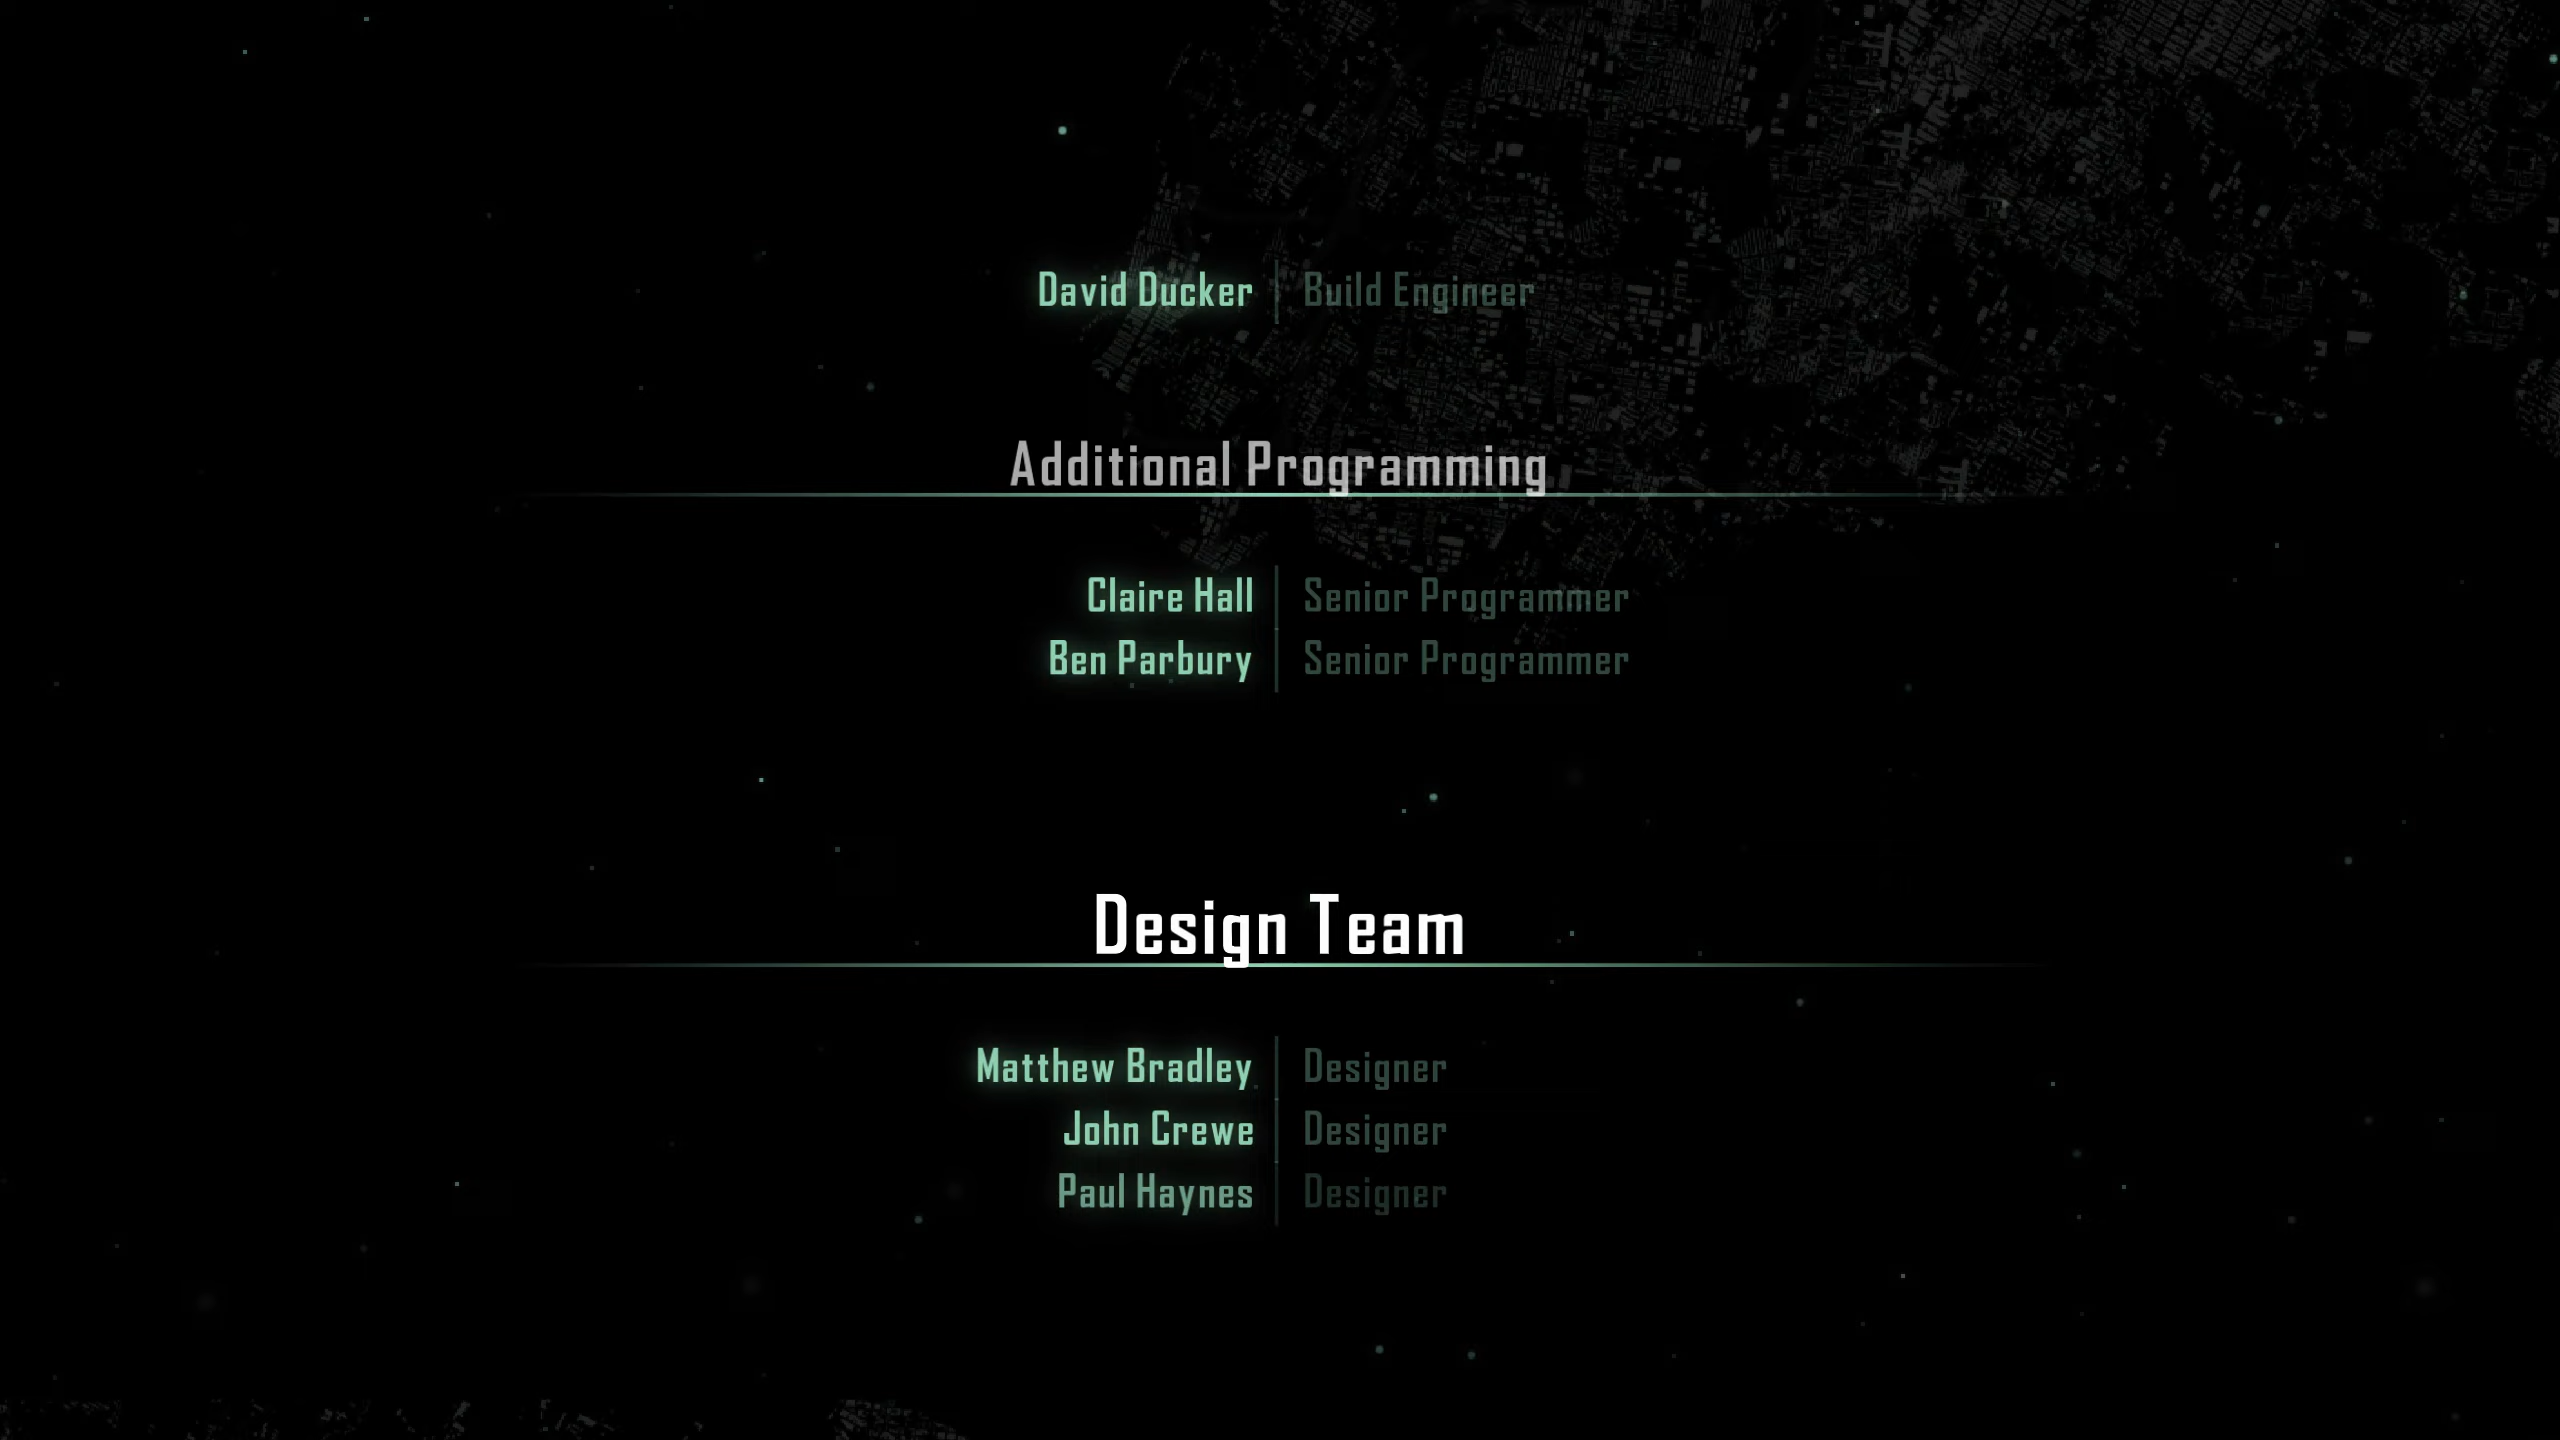 David Ducker Build Engineer
Additional Programming
Claire Hall Senior Programmer
Ben Parbury Senior Programmer
Design Team
Matthew Bradley Designer
John Crewe Designer
Paul Haynes Designer